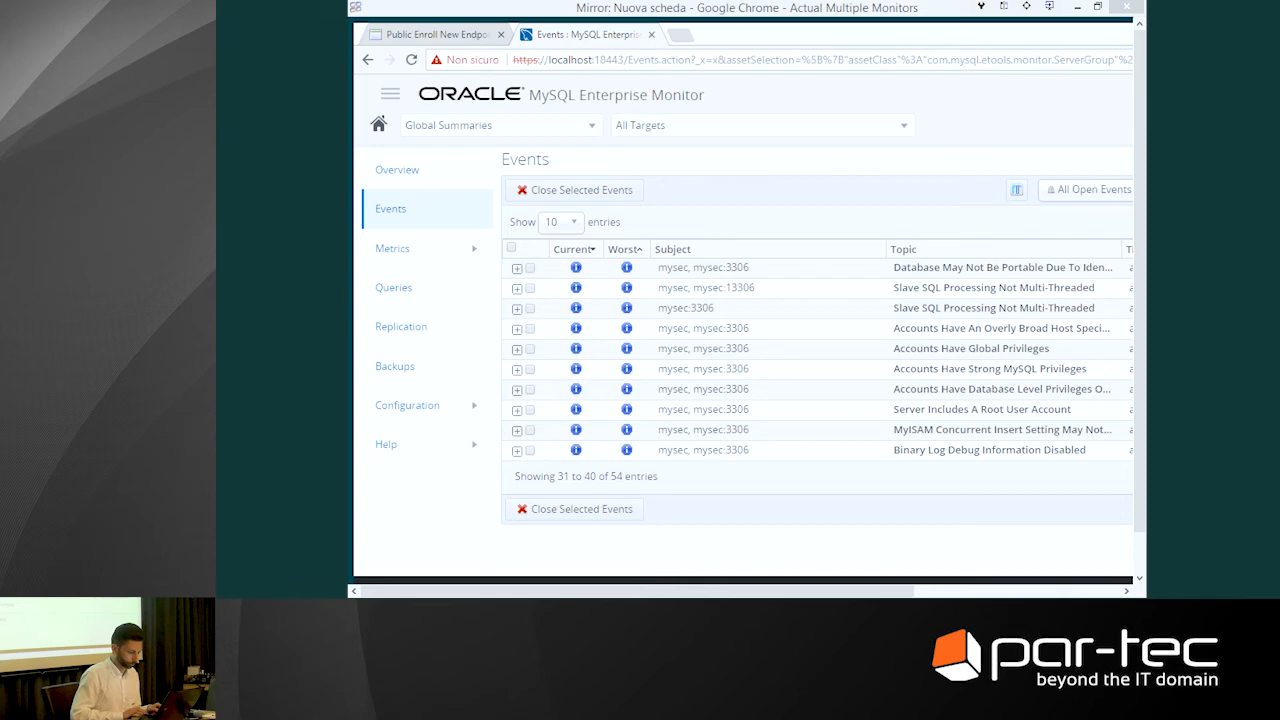 Mirror: Nuova scheda - Google Chrome - Actual Multiple Monitors
Public Enroll New Endpo
Events : MySQL Enterpris
Non sicuro https://localhost:18443/Events.action?_x=x&assetSelection=%5B%7B"assetClass"%3A"com.mysql.etools.monitor.ServerGroup"%2
ORACLE® MySQL Enterprise Monitor
Global Summaries All Targets
Overview
Events
Metrics
Queries
Replication
Backups
Configuration
Help
Events
Close Selected Events All Open Events
Show 10 entries
Current Worst Subject Topic
mysec, mysec:3306 Database May Not Be Portable Due To Iden...
mysec, mysec:13306 Slave SQL Processing Not Multi-Threaded
mysec:3306 Slave SQL Processing Not Multi-Threaded
mysec, mysec:3306 Accounts Have An Overly Broad Host Speci...
mysec, mysec:3306 Accounts Have Global Privileges
mysec, mysec:3306 Accounts Have Strong MySQL Privileges
mysec, mysec:3306 Accounts Have Database Level Privileges O...
mysec, mysec:3306 Server Includes A Root User Account
mysec, mysec:3306 MyISAM Concurrent Insert Setting May Not...
mysec, mysec:3306 Binary Log Debug Information Disabled
Showing 31 to 40 of 54 entries
Close Selected Events
par-tec
beyond the IT domain